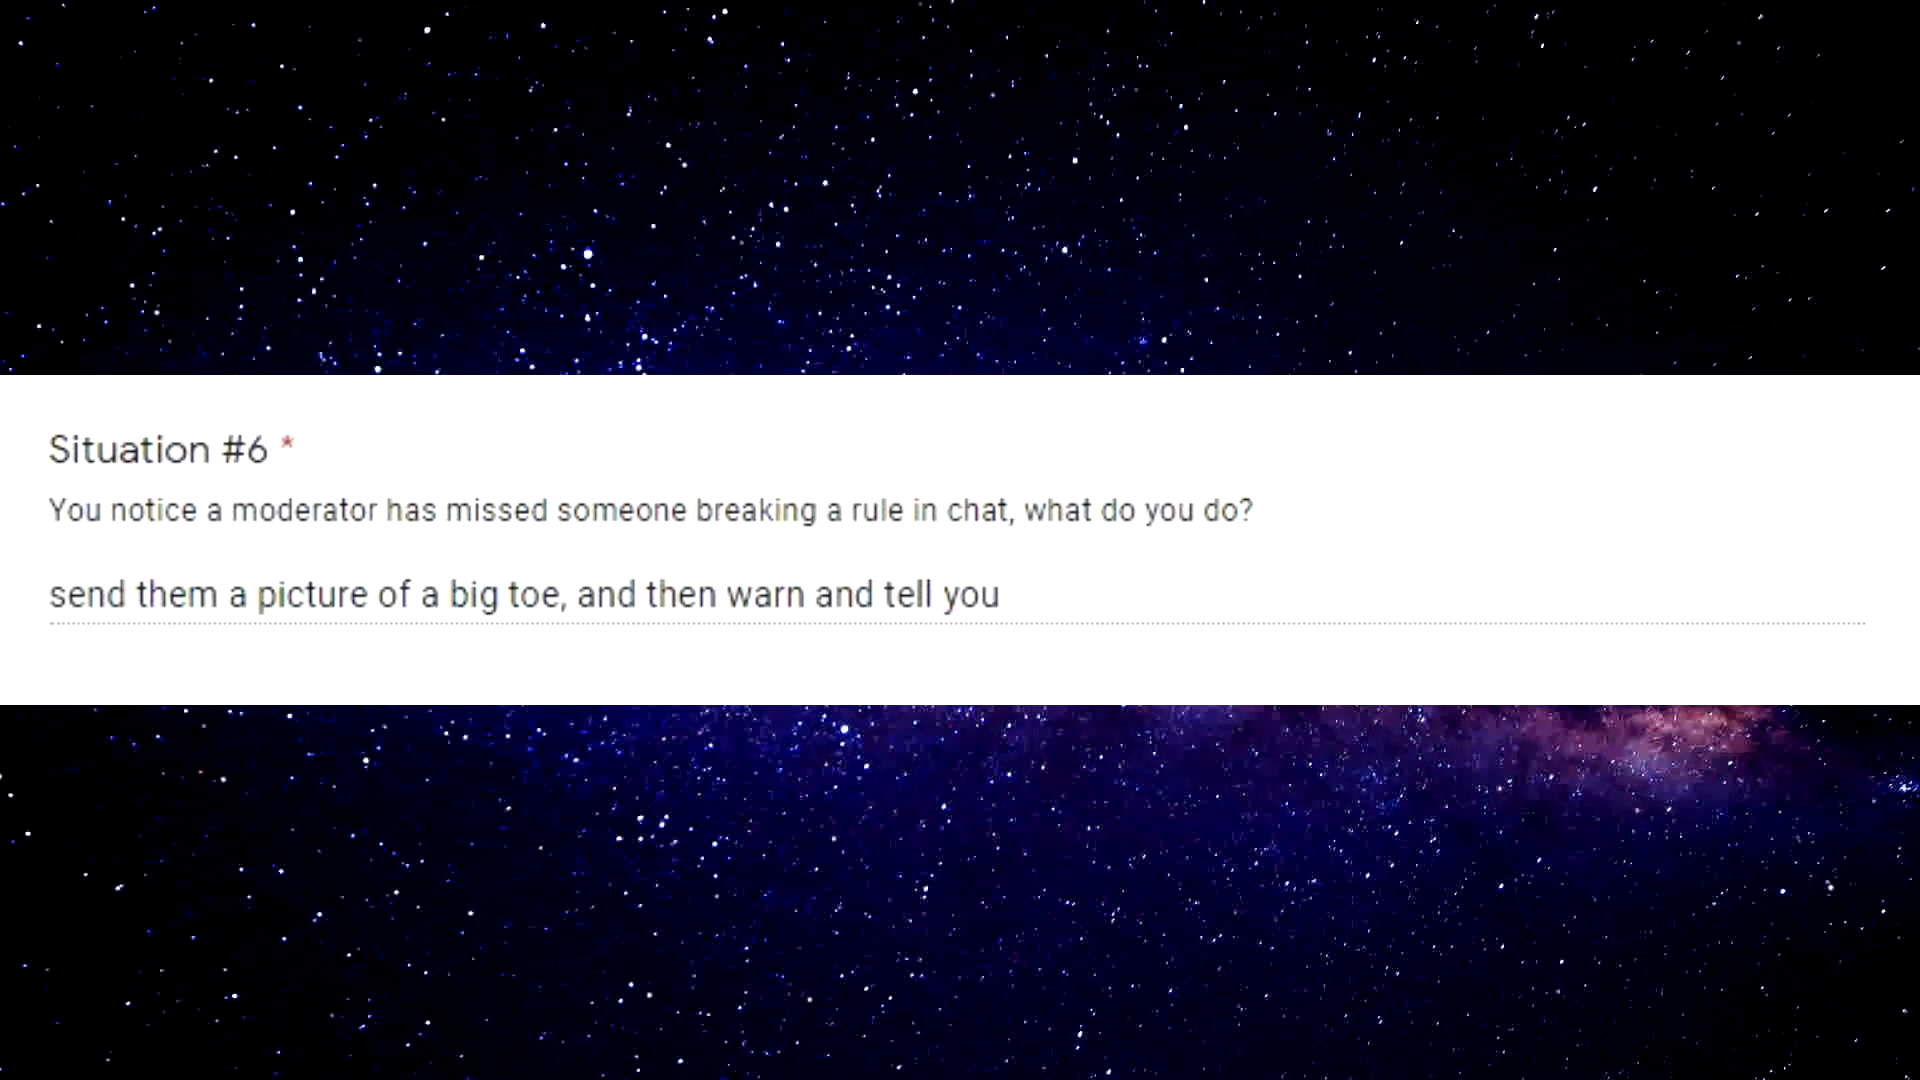 Situation #6 *
You notice a moderator has missed someone breaking a rule in chat, what do you do?
send them a picture of a big toe, and then warn and tell you